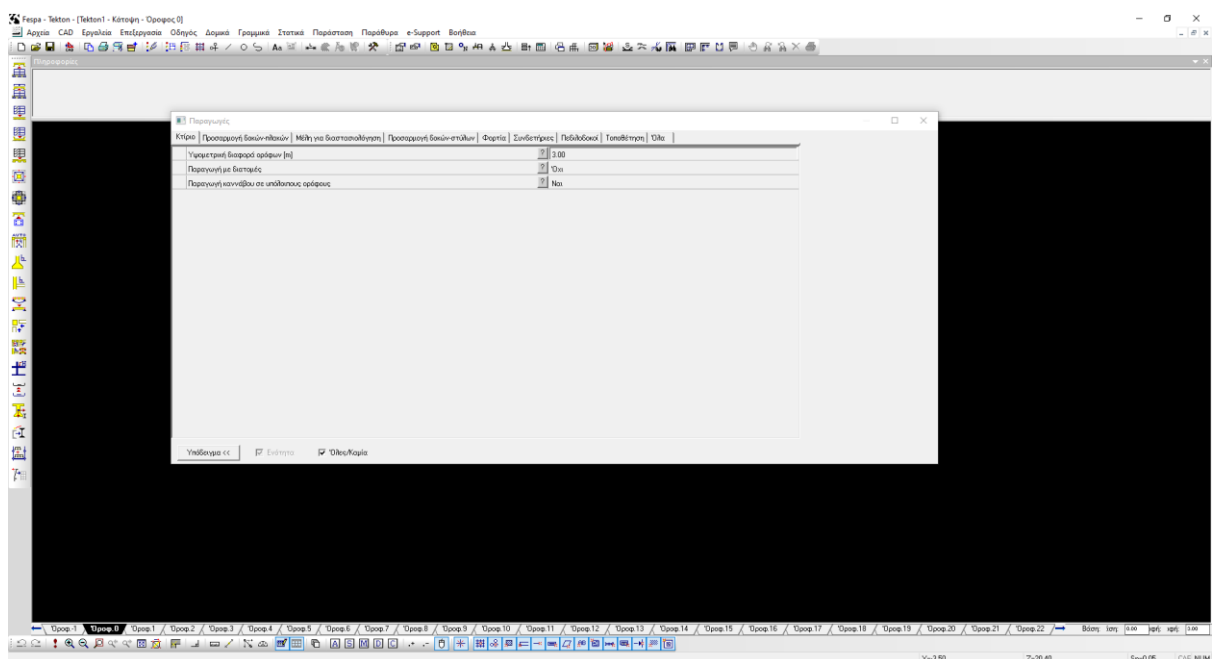 Fespa - Tekton - [Tekton1 - Κάτοψη - Όροφος 0]
Αρχεία CAD Εργαλεία Επεξεργασία Οδηγός Δομικά Γραμμικά Στατικά Παράσταση Παράθυρα e-Support Βοήθεια
Πληροφορίες
Παραγωγές
Κτίριο Προσαρμογή δοκών-πλακών Μέλη για διαστασιολόγηση Προσαρμογή δοκών-στύλων Φορτία Συνδετήρες Πεδιλοδοκοί Τοποθέτηση Όλα
Υψομετρική διαφορά ορόφων [m] ? 3.00
Παραγωγή με διατομές ? Όχι
Παραγωγή καννάβου σε υπόλοιπους ορόφους ? Ναι
Υπόδειγμα << Ενότητα Όλες/Καμία
Όροφ.-1 Όροφ.0 Όροφ.1 Όροφ.2 Όροφ.3 Όροφ.4 Όροφ.5 Όροφ.6 Όροφ.7 Όροφ.8 Όροφ.9 Όροφ.10 Όροφ.11 Όροφ.12 Όροφ.13 Όροφ.14 Όροφ.15 Όροφ.16 Όροφ.17 Όροφ.18 Όροφ.19 Όροφ.20 Όροφ.21 Όροφ.22 Βάση: 0.00 3.00
A S M D C